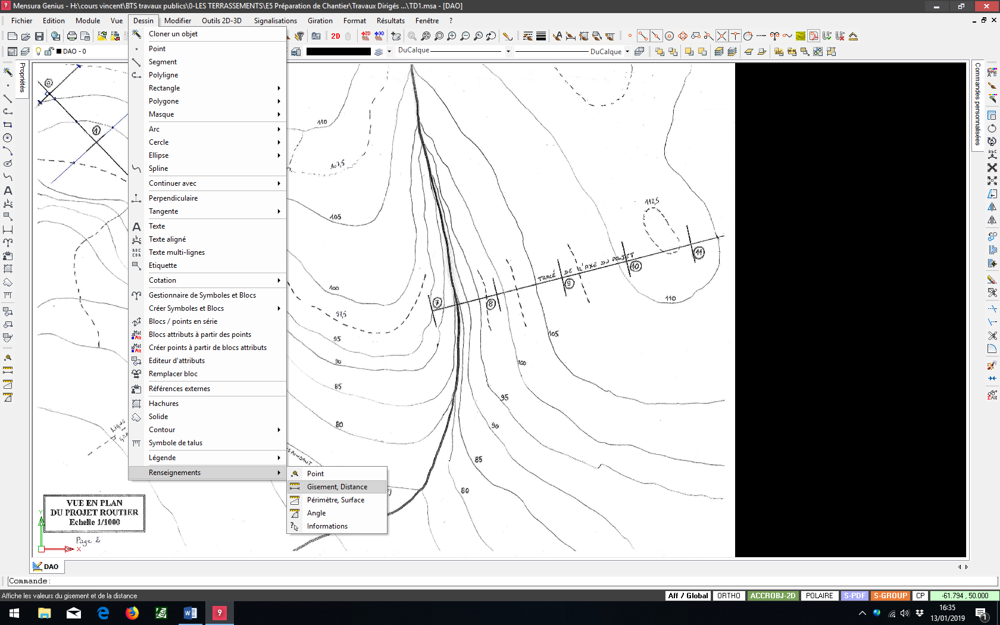 Mensura Genius - H:\cours vincent\BTS travaux publics\0-LES TERRASSEMENTS\E5 Préparation de Chantier\Travaux Dirigés ...\TD1.msa - [DAO]
Fichier Edition Module Vue Dessin Modifier Outils 2D-3D Signalisations Giration Format Résultats Fenêtre ?
DAO - 0
DuCalque
DuCalque
Propriétés
Commandes personnalisées
Cloner un objet
Point
Segment
Polyligne
Rectangle
Polygone
Masque
Arc
Cercle
Ellipse
Spline
Continuer avec
Perpendiculaire
Tangente
Texte
Texte aligné
Texte multi-lignes
Etiquette
Cotation
Gestionnaire de Symboles et Blocs
Créer Symboles et Blocs
Blocs / points en série
Blocs attributs à partir des points
Créer points à partir de blocs attributs
Editeur d'attributs
Remplacer bloc
Références externes
Hachures
Solide
Contour
Symbole de talus
Légende
Renseignements
Point
Gisement, Distance
Périmètre, Surface
Angle
Informations
110
107,5
105
100
97,5
95
90
85
80
112,5
TRACÉ DE L'AXE DU PROJET
7
8
9
10
11
110
105
100
95
90
85
80
1
VUE EN PLAN
DU PROJET ROUTIER
Echelle 1/1000
Page 2
Y
X
DAO
Commande:
Affiche les valeurs du gisement et de la distance
Aff / Global ORTHO ACCROBJ-2D POLAIRE S-PDF S-GROUP CP -61.794 , 50.000
16:35
13/01/2019